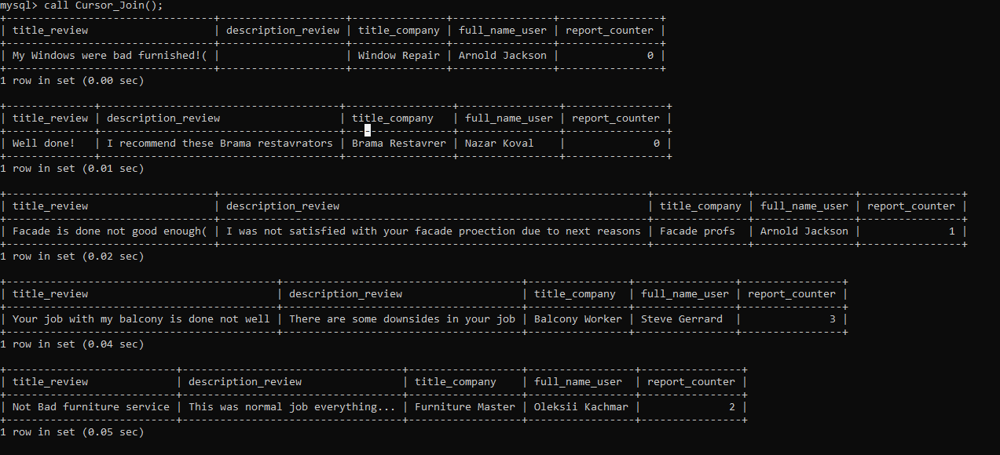 mysql> call Cursor_Join();
+---------------------------------+--------------------+--------------+----------------+----------------+
| title_review                    | description_review | title_company | full_name_user | report_counter |
+---------------------------------+--------------------+--------------+----------------+----------------+
| My Windows were bad furnished!( |                    | Window Repair | Arnold Jackson |              0 |
+---------------------------------+--------------------+--------------+----------------+----------------+
1 row in set (0.00 sec)
+--------------+--------------------------------------+-----------------+----------------+----------------+
| title_review | description_review                   | title_company   | full_name_user | report_counter |
+--------------+--------------------------------------+-----------------+----------------+----------------+
| Well done!   | I recommend these Brama restavrators | Brama Restavrer | Nazar Koval    |              0 |
+--------------+--------------------------------------+-----------------+----------------+----------------+
1 row in set (0.01 sec)
+--------------------------------+--------------------------------------------------------------------+---------------+----------------+----------------+
| title_review                   | description_review                                                 | title_company | full_name_user | report_counter |
+--------------------------------+--------------------------------------------------------------------+---------------+----------------+----------------+
| Facade is done not good enough( | I was not satisfied with your facade proection due to next reasons | Facade profs  | Arnold Jackson |              1 |
+--------------------------------+--------------------------------------------------------------------+---------------+----------------+----------------+
1 row in set (0.02 sec)
+------------------------------------------+--------------------------------------+----------------+----------------+----------------+
| title_review                             | description_review                   | title_company  | full_name_user | report_counter |
+------------------------------------------+--------------------------------------+----------------+----------------+----------------+
| Your job with my balcony is done not well | There are some downsides in your job | Balcony Worker | Steve Gerrard  |              3 |
+------------------------------------------+--------------------------------------+----------------+----------------+----------------+
1 row in set (0.04 sec)
+---------------------------+-----------------------------------+------------------+-----------------+----------------+
| title_review              | description_review                | title_company    | full_name_user  | report_counter |
+---------------------------+-----------------------------------+------------------+-----------------+----------------+
| Not Bad furniture service | This was normal job everything... | Furniture Master | Oleksii Kachmar |              2 |
+---------------------------+-----------------------------------+------------------+-----------------+----------------+
1 row in set (0.05 sec)